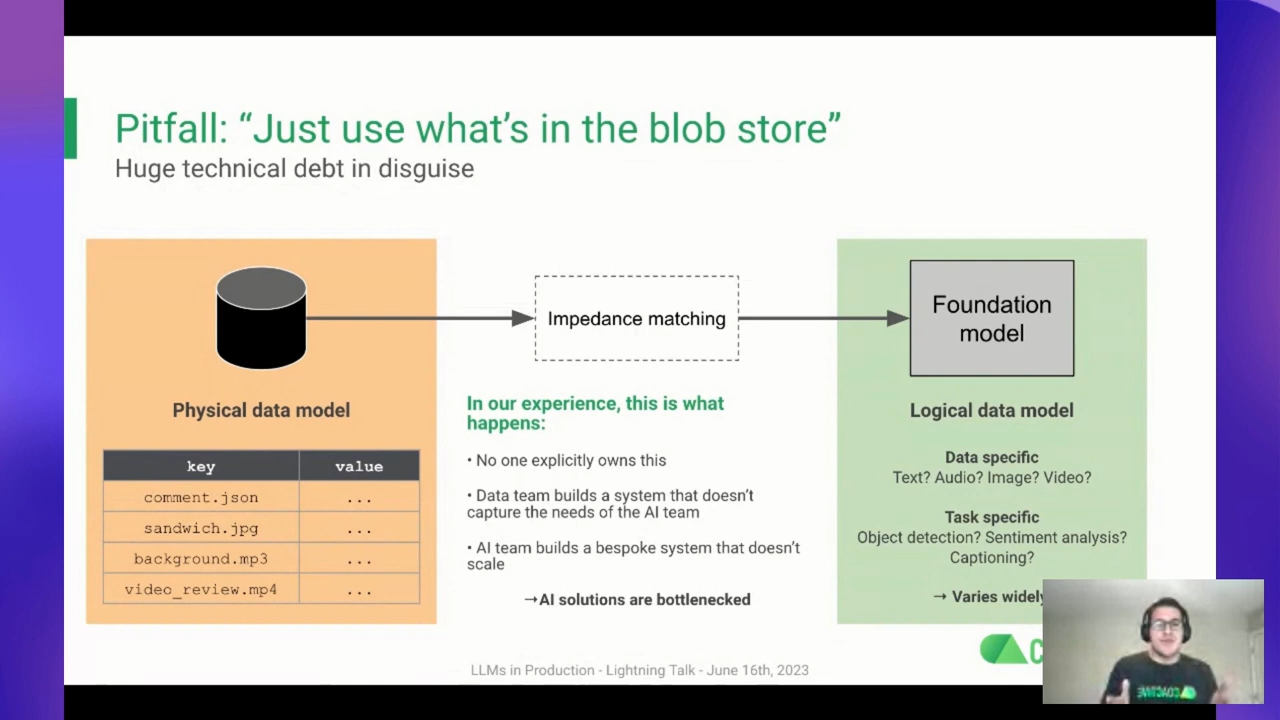 Pitfall: “Just use what’s in the blob store”
Huge technical debt in disguise
Physical data model
key value
comment.json ...
sandwich.jpg ...
background.mp3 ...
video_review.mp4 ...
Impedance matching
In our experience, this is what
happens:
• No one explicitly owns this
• Data team builds a system that doesn’t
capture the needs of the AI team
• AI team builds a bespoke system that doesn’t
scale
→AI solutions are bottlenecked
Foundation
model
Logical data model
Data specific
Text? Audio? Image? Video?
Task specific
Object detection? Sentiment analysis?
Captioning?
→ Varies widely
LLMs in Production - Lightning Talk - June 16th, 2023